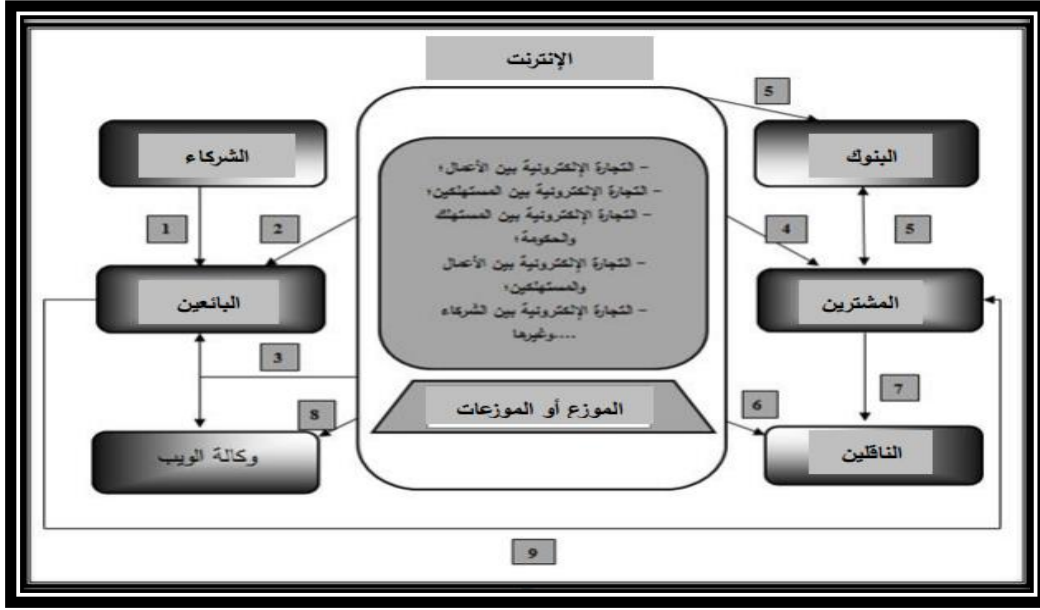 الإنترنت
5
الشركاء
البنوك
- التجارة الإلكترونية بين الأعمال؛
- التجارة الإلكترونية بين المستهلكين؛
- التجارة الإلكترونية بين المستهلك
والحكومة؛
- التجارة الإلكترونية بين الأعمال
والمستهلكين؛
- التجارة الإلكترونية بين الشركاء
....وغيرها
1
2
4
5
البائعين
المشترين
3
7
8
الموزع أو الموزعات
6
وكالة الويب
الناقلين
9